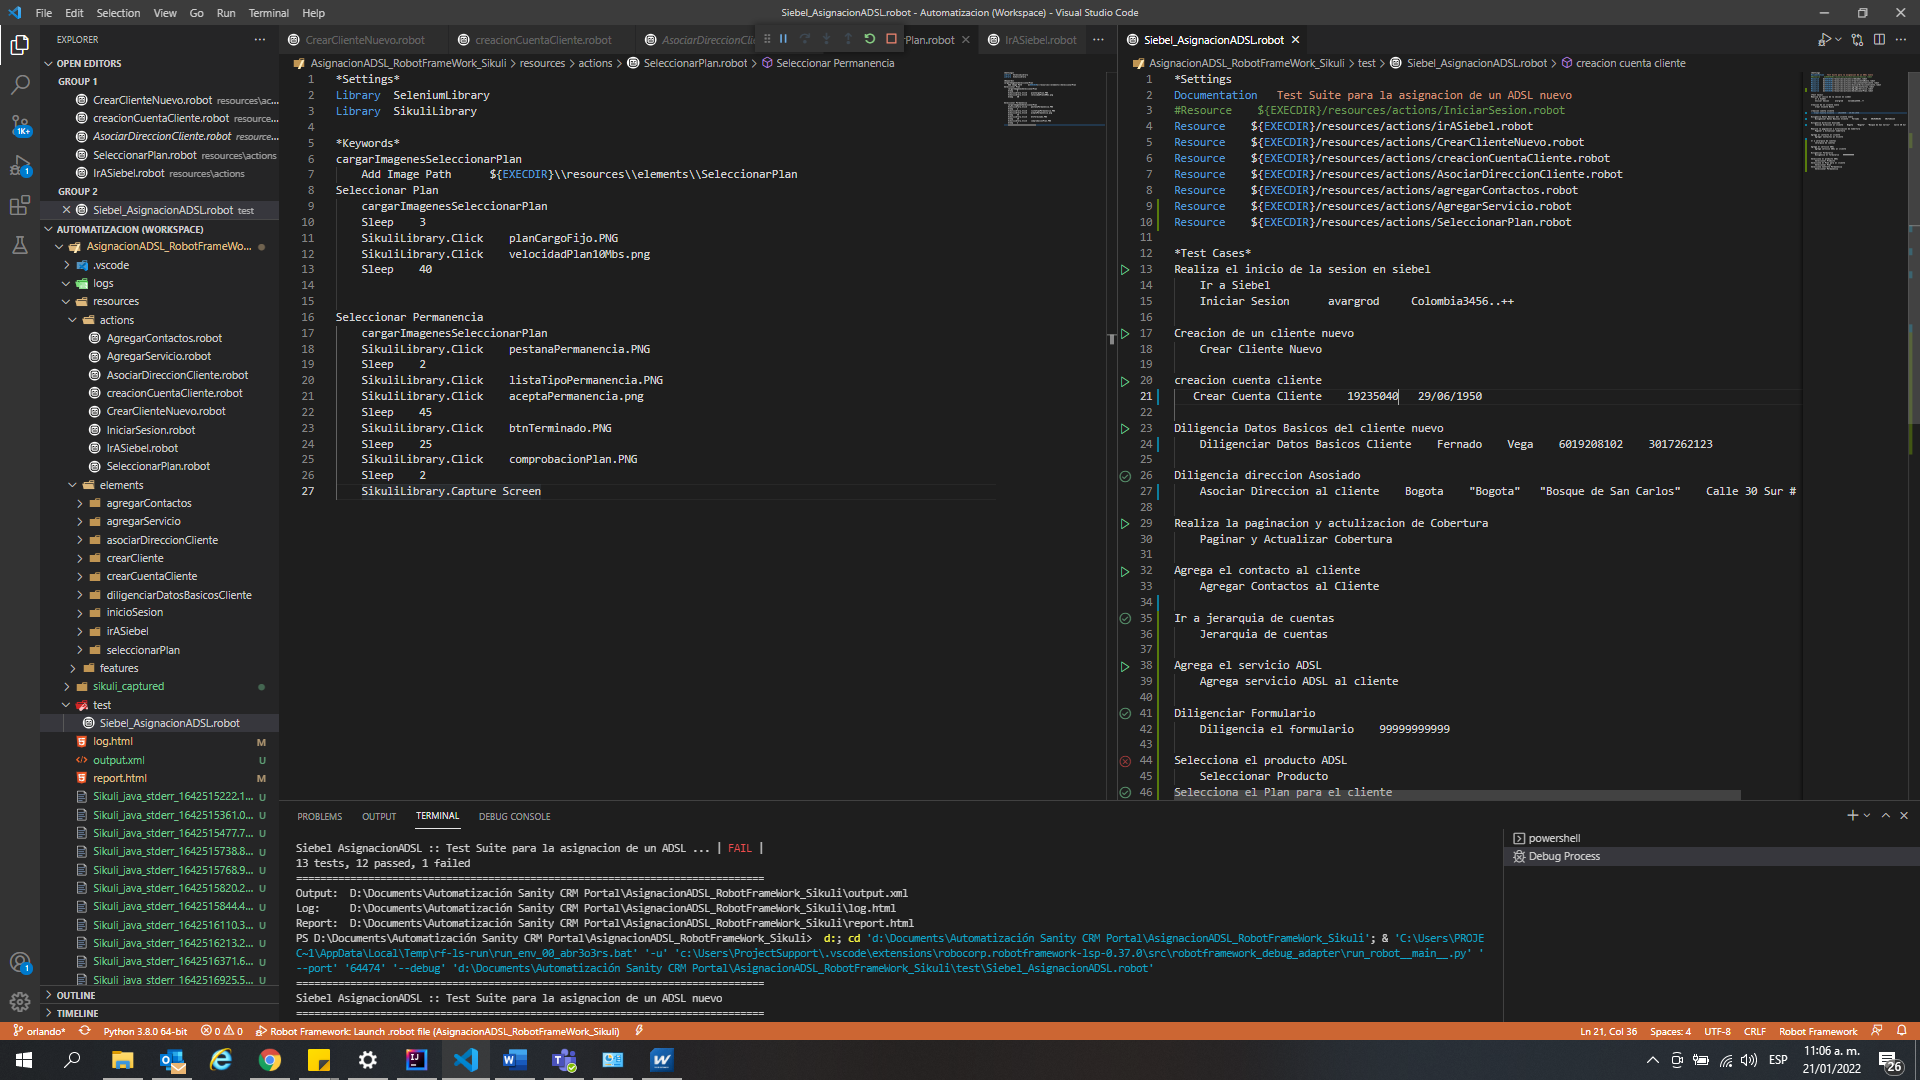 File Edit Selection View Go Run Terminal Help
Siebel_AsignacionADSL.robot - Automatizacion (Workspace) - Visual Studio Code
EXPLORER
OPEN EDITORS
GROUP 1
CrearClienteNuevo.robot resources\ac...
creacionCuentaCliente.robot resource...
AsociarDireccionCliente.robot resource...
SeleccionarPlan.robot resources\actions
IrASiebel.robot resources\actions
GROUP 2
Siebel_AsignacionADSL.robot test
AUTOMATIZACION (WORKSPACE)
AsignacionADSL_RobotFrameWo...
.vscode
logs
resources
actions
AgregarContactos.robot
AgregarServicio.robot
AsociarDireccionCliente.robot
creacionCuentaCliente.robot
CrearClienteNuevo.robot
IniciarSesion.robot
IrASiebel.robot
SeleccionarPlan.robot
elements
agregarContactos
agregarServicio
asociarDireccionCliente
crearCliente
crearCuentaCliente
diligenciarDatosBasicosCliente
inicioSesion
irASiebel
seleccionarPlan
features
sikuli_captured
test
Siebel_AsignacionADSL.robot
log.html M
output.xml U
report.html M
Sikuli_java_stderr_1642515222.1... U
Sikuli_java_stderr_1642515361.0... U
Sikuli_java_stderr_1642515477.7... U
Sikuli_java_stderr_1642515738.8... U
Sikuli_java_stderr_1642515768.9... U
Sikuli_java_stderr_1642515820.2... U
Sikuli_java_stderr_1642515844.4... U
Sikuli_java_stderr_1642516110.3... U
Sikuli_java_stderr_1642516213.2... U
Sikuli_java_stderr_1642516371.6... U
Sikuli_java_stderr_1642516925.5... U
OUTLINE
TIMELINE
1K+
1
1
CrearClienteNuevo.robot creacionCuentaCliente.robot AsociarDireccionCli rPlan.robot IrASiebel.robot
AsignacionADSL_RobotFrameWork_Sikuli > resources > actions > SeleccionarPlan.robot > Seleccionar Permanencia
1 *Settings*
2 Library SeleniumLibrary
3 Library SikuliLibrary
4
5 *Keywords*
6 cargarImagenesSeleccionarPlan
7 Add Image Path ${EXECDIR}\\resources\\elements\\SeleccionarPlan
8 Seleccionar Plan
9 cargarImagenesSeleccionarPlan
10 Sleep 3
11 SikuliLibrary.Click planCargoFijo.PNG
12 SikuliLibrary.Click velocidadPlan10Mbs.png
13 Sleep 40
14
15
16 Seleccionar Permanencia
17 cargarImagenesSeleccionarPlan
18 SikuliLibrary.Click pestanaPermanencia.PNG
19 Sleep 2
20 SikuliLibrary.Click listaTipoPermanencia.PNG
21 SikuliLibrary.Click aceptaPermanencia.png
22 Sleep 45
23 SikuliLibrary.Click btnTerminado.PNG
24 Sleep 25
25 SikuliLibrary.Click comprobacionPlan.PNG
26 Sleep 2
27 SikuliLibrary.Capture Screen
Siebel_AsignacionADSL.robot
AsignacionADSL_RobotFrameWork_Sikuli > test > Siebel_AsignacionADSL.robot > creacion cuenta cliente
1 *Settings
2 Documentation Test Suite para la asignacion de un ADSL nuevo
3 #Resource ${EXECDIR}/resources/actions/IniciarSesion.robot
4 Resource ${EXECDIR}/resources/actions/irASiebel.robot
5 Resource ${EXECDIR}/resources/actions/CrearClienteNuevo.robot
6 Resource ${EXECDIR}/resources/actions/creacionCuentaCliente.robot
7 Resource ${EXECDIR}/resources/actions/AsociarDireccionCliente.robot
8 Resource ${EXECDIR}/resources/actions/agregarContactos.robot
9 Resource ${EXECDIR}/resources/actions/AgregarServicio.robot
10 Resource ${EXECDIR}/resources/actions/SeleccionarPlan.robot
11
12 *Test Cases*
13 Realiza el inicio de la sesion en siebel
14 Ir a Siebel
15 Iniciar Sesion avargrod Colombia3456..++
16
17 Creacion de un cliente nuevo
18 Crear Cliente Nuevo
19
20 creacion cuenta cliente
21 Crear Cuenta Cliente 19235040 29/06/1950
22
23 Diligencia Datos Basicos del cliente nuevo
24 Diligenciar Datos Basicos Cliente Fernado Vega 6019208102 3017262123
25
26 Diligencia direccion Asosiado
27 Asociar Direccion al cliente Bogota "Bogota" "Bosque de San Carlos" Calle 30 Sur #
28
29 Realiza la paginacion y actulizacion de Cobertura
30 Paginar y Actualizar Cobertura
31
32 Agrega el contacto al cliente
33 Agregar Contactos al Cliente
34
35 Ir a jerarquia de cuentas
36 Jerarquia de cuentas
37
38 Agrega el servicio ADSL
39 Agrega servicio ADSL al cliente
40
41 Diligenciar Formulario
42 Diligencia el formulario 99999999999
43
44 Selecciona el producto ADSL
45 Seleccionar Producto
46 Selecciona el Plan para el cliente
PROBLEMS OUTPUT TERMINAL DEBUG CONSOLE
Siebel AsignacionADSL :: Test Suite para la asignacion de un ADSL ... | FAIL |
13 tests, 12 passed, 1 failed
==============================================================================
Output: D:\Documents\Automatización Sanity CRM Portal\AsignacionADSL_RobotFrameWork_Sikuli\output.xml
Log: D:\Documents\Automatización Sanity CRM Portal\AsignacionADSL_RobotFrameWork_Sikuli\log.html
Report: D:\Documents\Automatización Sanity CRM Portal\AsignacionADSL_RobotFrameWork_Sikuli\report.html
PS D:\Documents\Automatización Sanity CRM Portal\AsignacionADSL_RobotFrameWork_Sikuli> d:; cd 'd:\Documents\Automatización Sanity CRM Portal\AsignacionADSL_RobotFrameWork_Sikuli'; & 'C:\Users\PROJE
C~1\AppData\Local\Temp\rf-ls-run\run_env_00_abr3o3rs.bat' '-u' 'c:\Users\ProjectSupport\.vscode\extensions\robocorp.robotframework-lsp-0.37.0\src\robotframework_debug_adapter\run_robot__main__.py' '
--port' '64474' '--debug' 'd:\Documents\Automatización Sanity CRM Portal\AsignacionADSL_RobotFrameWork_Sikuli\test\Siebel_AsignacionADSL.robot'
==============================================================================
Siebel AsignacionADSL :: Test Suite para la asignacion de un ADSL nuevo
==============================================================================
powershell
Debug Process
orlando* Python 3.8.0 64-bit 0 0 Robot Framework: Launch .robot file (AsignacionADSL_RobotFrameWork_Sikuli)
Ln 21, Col 36 Spaces: 4 UTF-8 CRLF Robot Framework
ESP
11:06 a. m.
21/01/2022
26